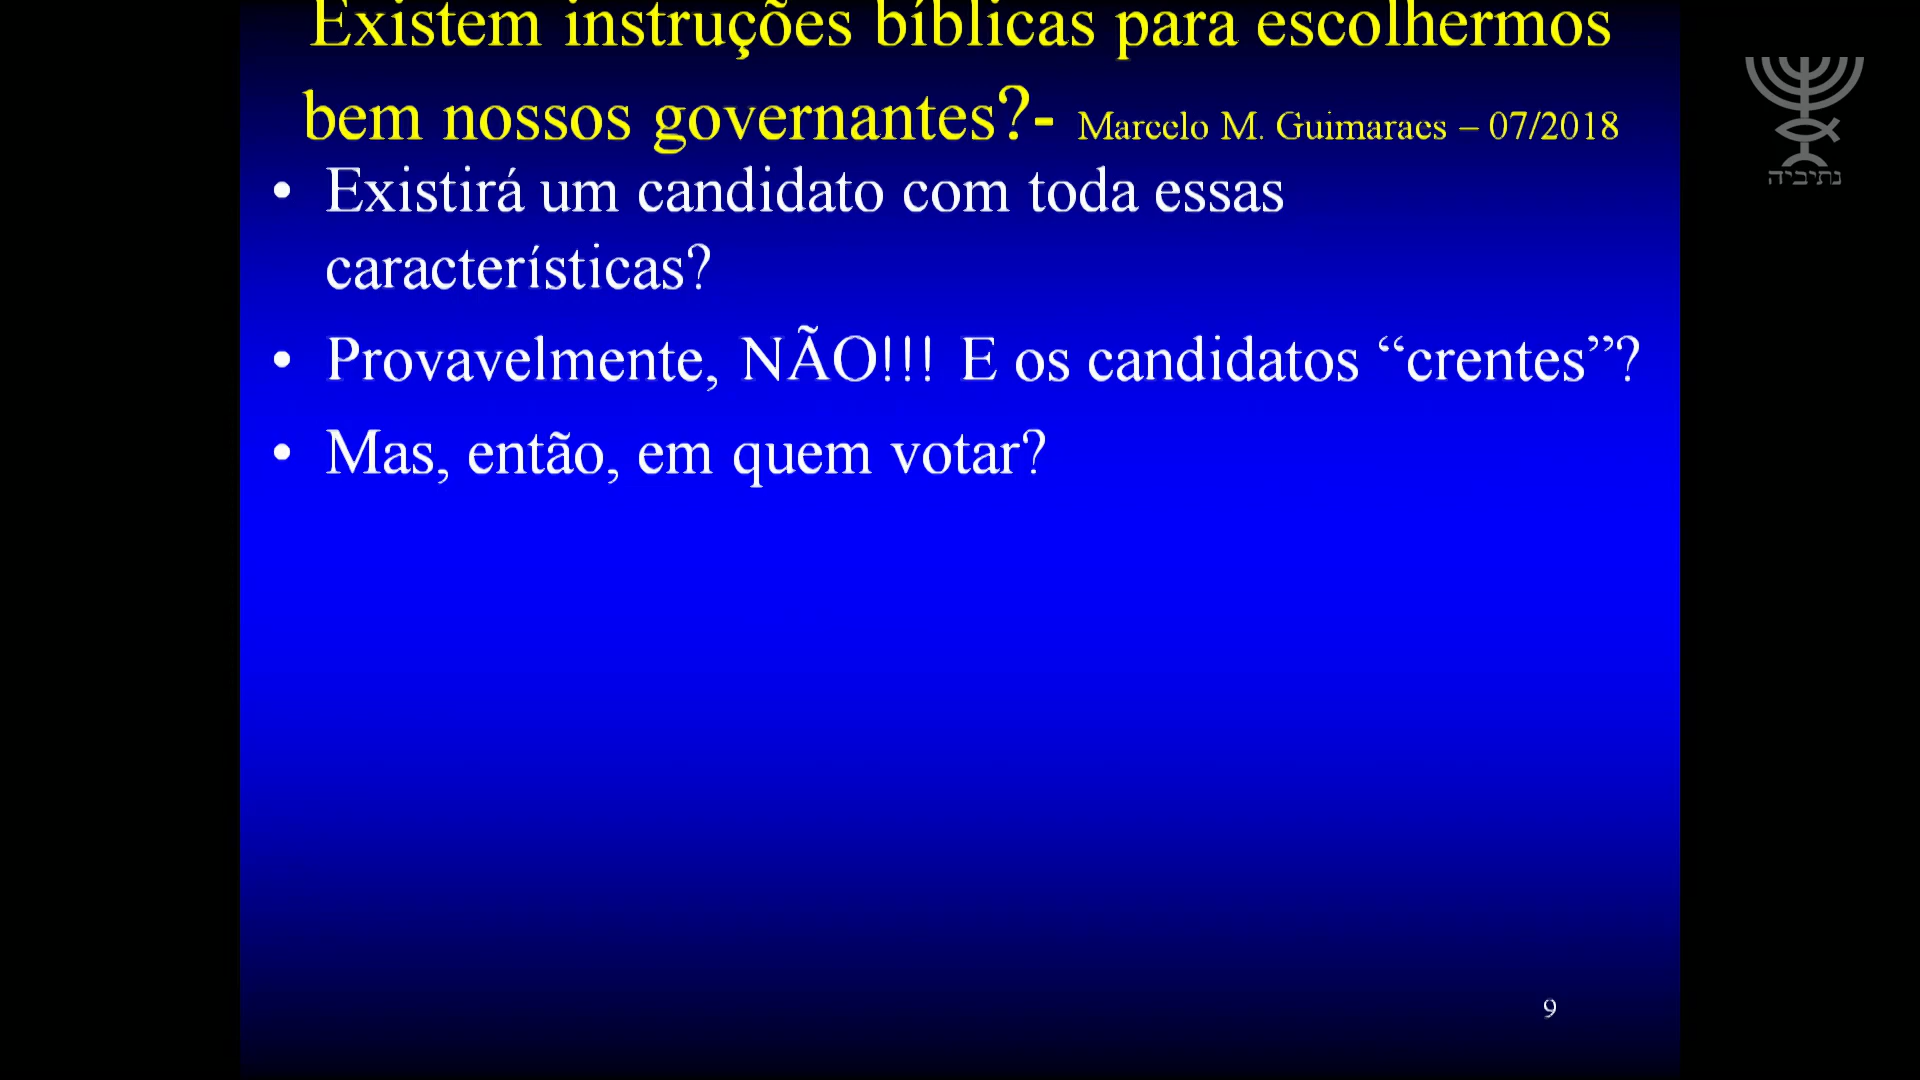 Existem instruções bíblicas para escolhermos
bem nossos governantes?- Marcelo M. Guimaraes – 07/2018
• Existirá um candidato com toda essas
características?
• Provavelmente, NÃO!!! E os candidatos “crentes”?
• Mas, então, em quem votar?
9
נתיביה